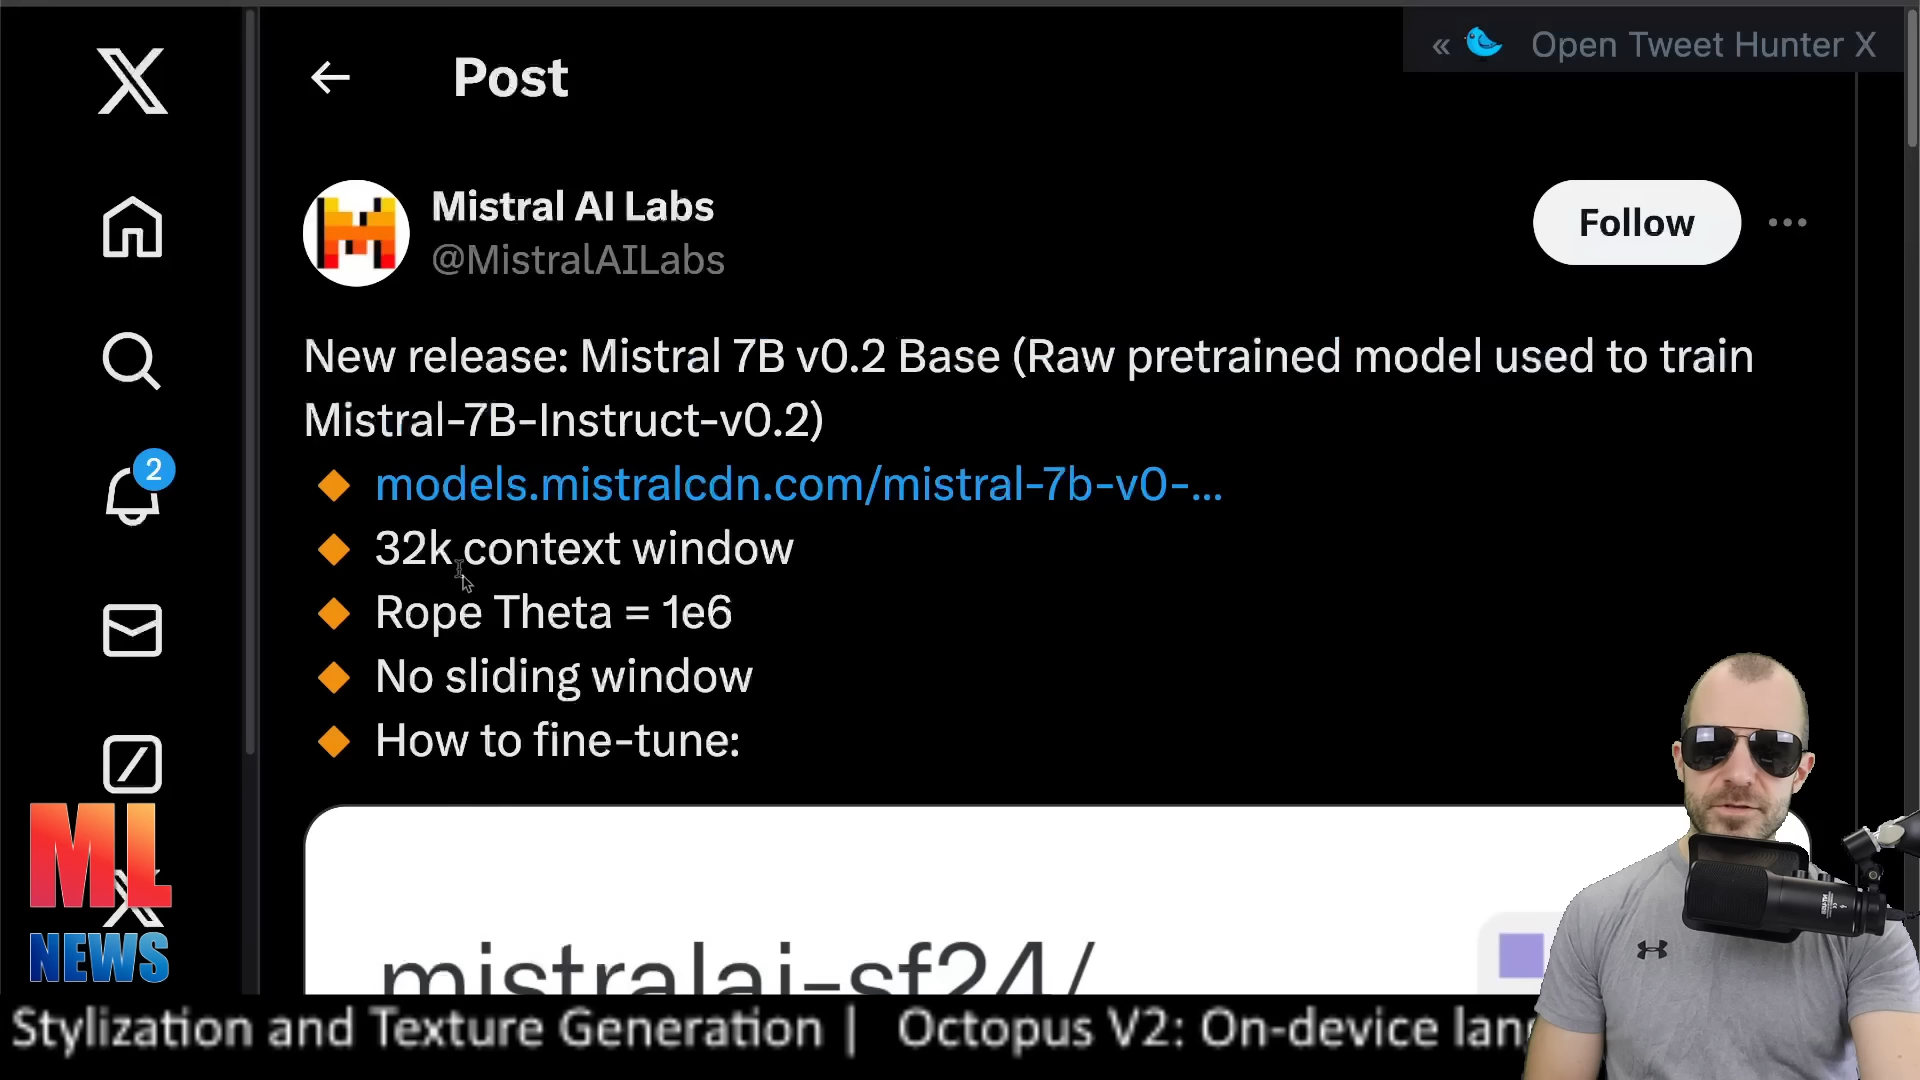 « Open Tweet Hunter X
Post
Mistral AI Labs
@MistralAILabs
Follow
New release: Mistral 7B v0.2 Base (Raw pretrained model used to train
Mistral-7B-Instruct-v0.2)
models.mistralcdn.com/mistral-7b-v0-...
32k context window
Rope Theta = 1e6
No sliding window
How to fine-tune:
2
mistralai-sf24/
ML
NEWS
Stylization and Texture Generation | Octopus V2: On-device lan